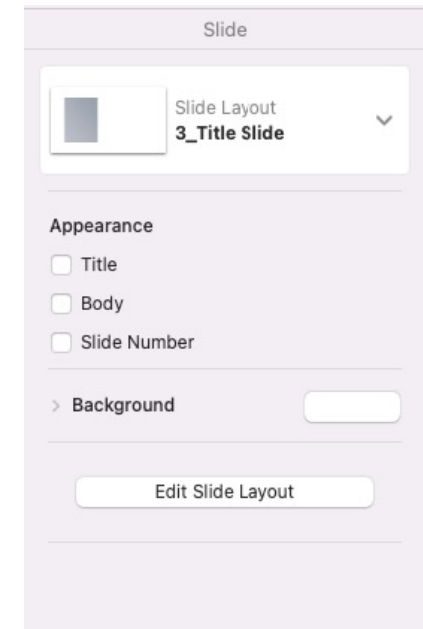 Slide
Slide Layout
3_Title Slide
Appearance
Title
Body
Slide Number
Background
Edit Slide Layout